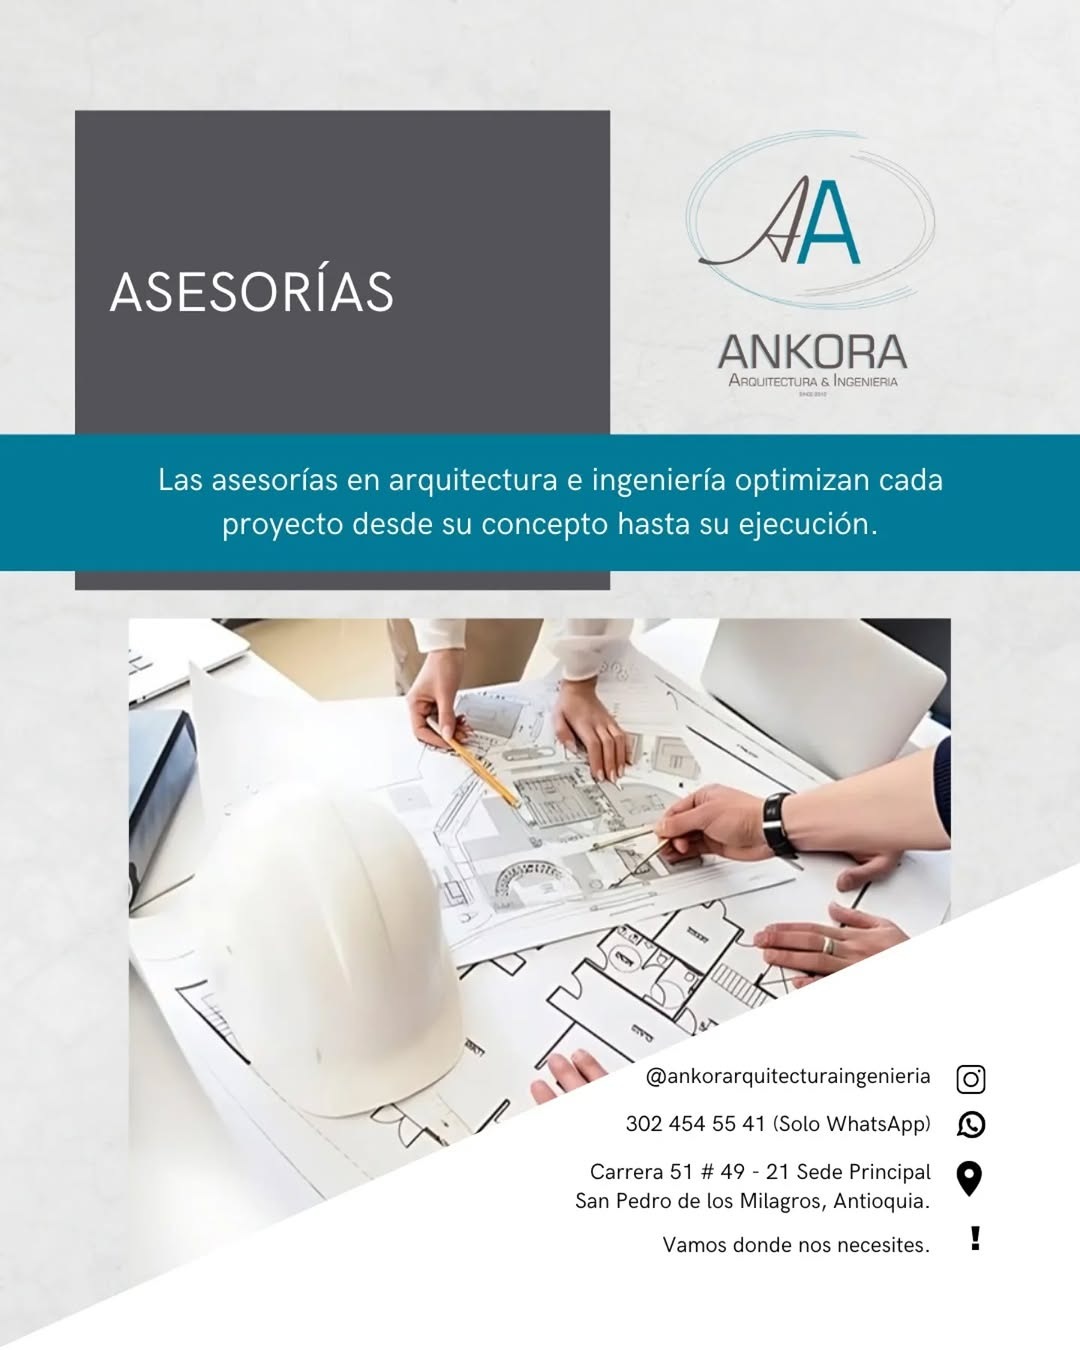 ASESORÍAS
AA
ANKORA
ARQUITECTURA & INGENIERIA
SINCE 2012
Las asesorías en arquitectura e ingeniería optimizan cada
proyecto desde su concepto hasta su ejecución.
@ankorarquitecturaingenieria
302 454 55 41 (Solo WhatsApp)
Carrera 51 # 49 - 21 Sede Principal
San Pedro de los Milagros, Antioquia.
Vamos donde nos necesites. !